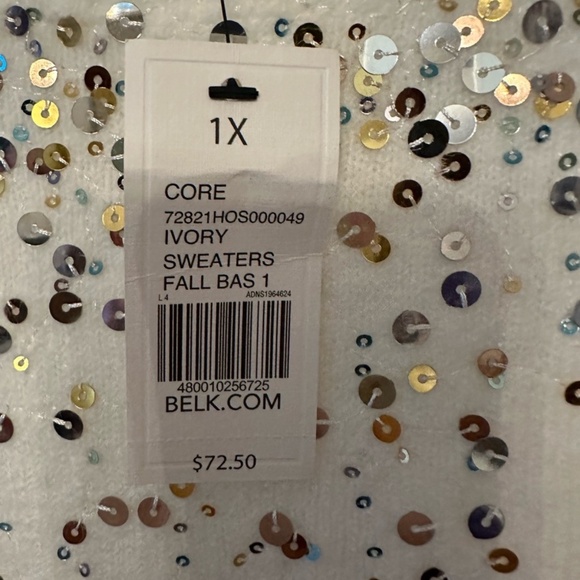 1X
CORE
72821HOS000049
IVORY
SWEATERS
FALL BAS 1
L 4 ADNS1964624
480010256725
BELK.COM
$72.50